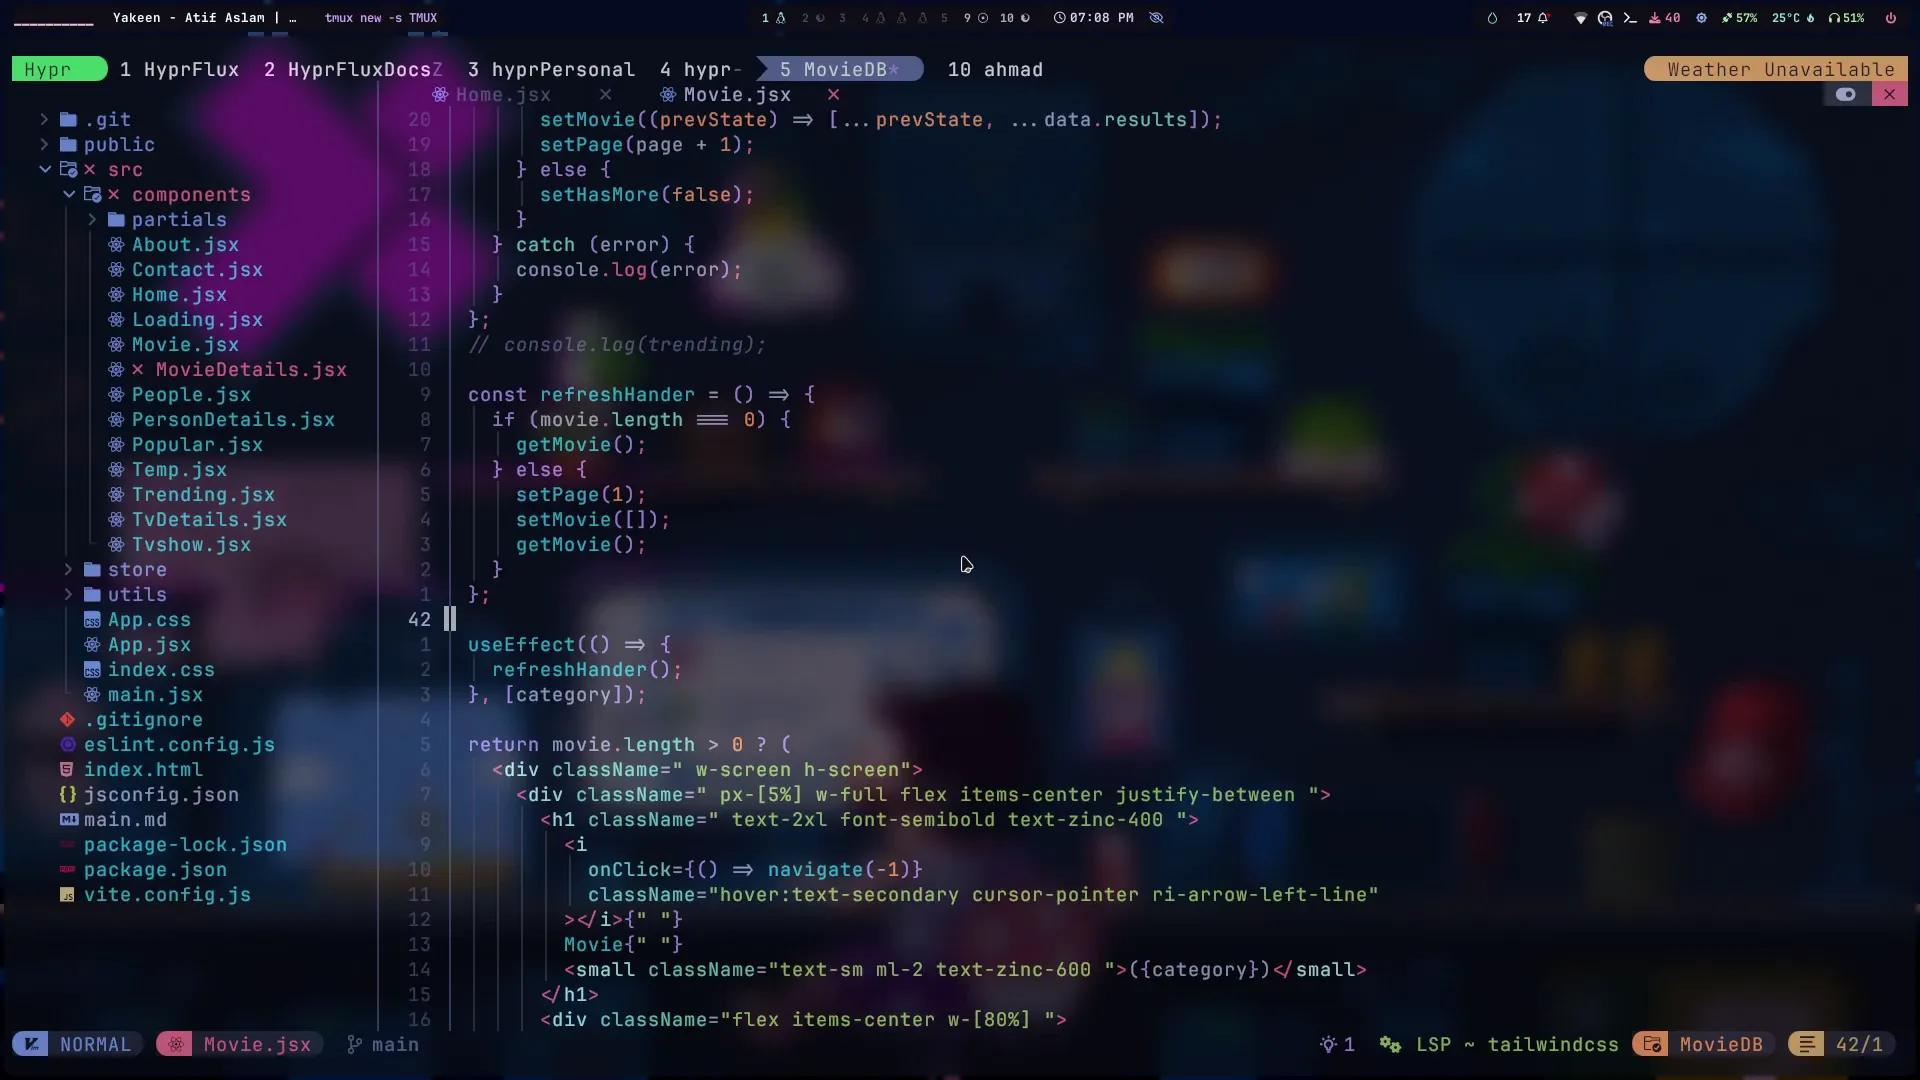 Yakeen - Atif Aslam | … tmux new -s TMUX 1 2 3 4 5 9 10 07:08 PM 17 40 57% 25°C 51%
Hypr 1 HyprFlux 2 HyprFluxDocsZ 3 hyprPersonal 4 hypr- 5 MovieDB* 10 ahmad Weather Unavailable
Home.jsx × Movie.jsx ×
.git
public
× src
× components
partials
About.jsx
Contact.jsx
Home.jsx
Loading.jsx
Movie.jsx
× MovieDetails.jsx
People.jsx
PersonDetails.jsx
Popular.jsx
Temp.jsx
Trending.jsx
TvDetails.jsx
Tvshow.jsx
store
utils
App.css
App.jsx
index.css
main.jsx
.gitignore
eslint.config.js
index.html
jsconfig.json
main.md
package-lock.json
package.json
vite.config.js
20 setMovie((prevState) => [...prevState, ...data.results]);
19 setPage(page + 1);
18 } else {
17 setHasMore(false);
16 }
15 } catch (error) {
14 console.log(error);
13 }
12 };
11 // console.log(trending);
10
9 const refreshHander = () => {
8 if (movie.length === 0) {
7 getMovie();
6 } else {
5 setPage(1);
4 setMovie([]);
3 getMovie();
2 }
1 };
42
1 useEffect(() => {
2 refreshHander();
3 }, [category]);
4
5 return movie.length > 0 ? (
6 <div className=" w-screen h-screen">
7 <div className=" px-[5%] w-full flex items-center justify-between ">
8 <h1 className=" text-2xl font-semibold text-zinc-400 ">
9 <i
10 onClick={() => navigate(-1)}
11 className="hover:text-secondary cursor-pointer ri-arrow-left-line"
12 ></i>{" "}
13 Movie{" "}
14 <small className="text-sm ml-2 text-zinc-600 ">({category})</small>
15 </h1>
16 <div className="flex items-center w-[80%] ">
NORMAL Movie.jsx main 1 LSP ~ tailwindcss MovieDB 42/1